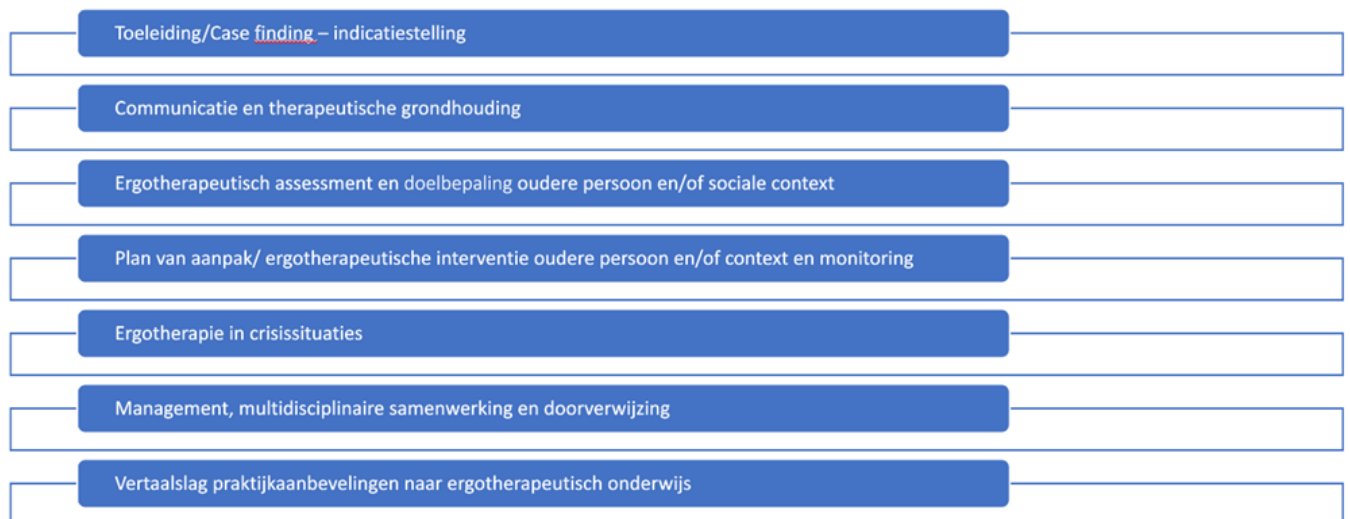 Toeleiding/Case finding – indicatiestelling
Communicatie en therapeutische grondhouding
Ergotherapeutisch assessment en doelbepaling oudere persoon en/of sociale context
Plan van aanpak/ ergotherapeutische interventie oudere persoon en/of context en monitoring
Ergotherapie in crisissituaties
Management, multidisciplinaire samenwerking en doorverwijzing
Vertaalslag praktijkaanbevelingen naar ergotherapeutisch onderwijs